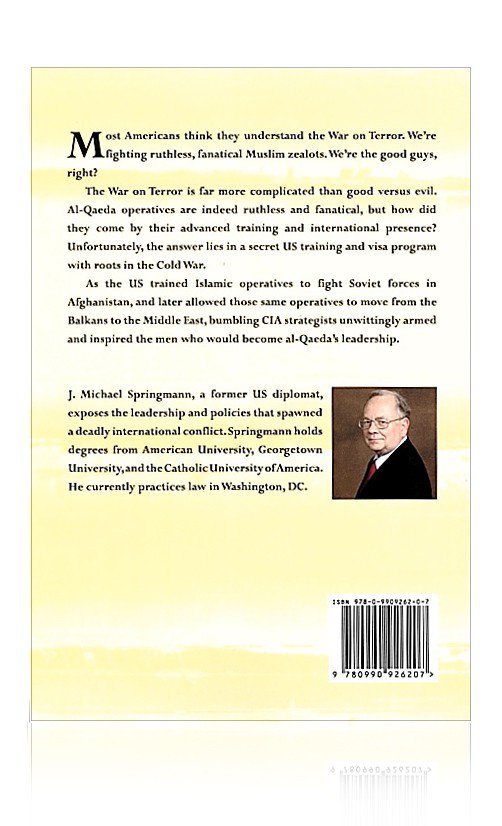 Most Americans think they understand the War on Terror. We're
fighting ruthless, fanatical Muslim zealots. We're the good guys,
right?
The War on Terror is far more complicated than good versus evil.
Al-Qaeda operatives are indeed ruthless and fanatical, but how did
they come by their advanced training and international presence?
Unfortunately, the answer lies in a secret US training and visa program
with roots in the Cold War.
As the US trained Islamic operatives to fight Soviet forces in
Afghanistan, and later allowed those same operatives to move from the
Balkans to the Middle East, bumbling CIA strategists unwittingly armed
and inspired the men who would become al-Qaeda's leadership.
J. Michael Springmann, a former US diplomat,
exposes the leadership and policies that spawned
a deadly international conflict. Springmann holds
degrees from American University, Georgetown
University, and the Catholic University of America.
He currently practices law in Washington, DC.
ISBN 978-0-9909262-0-7
9 780990 926207 >